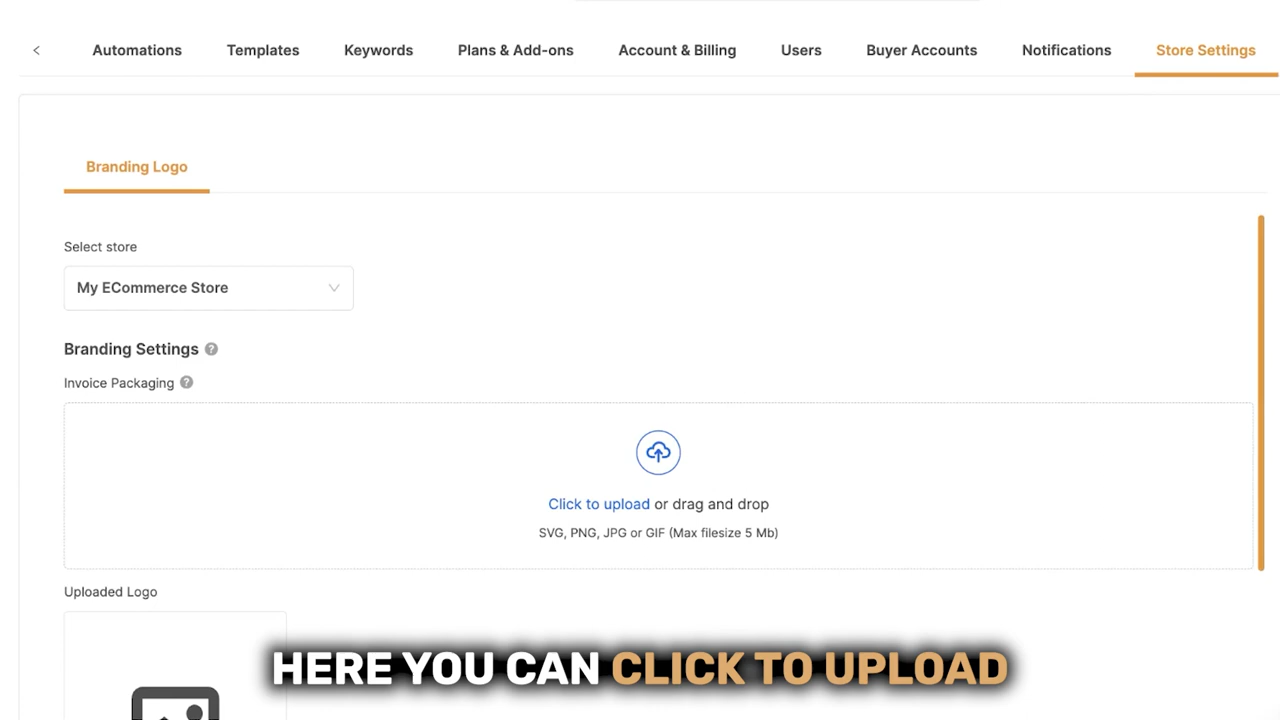 Automations Templates Keywords Plans & Add-ons Account & Billing Users Buyer Accounts Notifications Store Settings
Branding Logo
Select store
My ECommerce Store
Branding Settings ?
Invoice Packaging ?
Click to upload or drag and drop
SVG, PNG, JPG or GIF (Max filesize 5 Mb)
Uploaded Logo
HERE YOU CAN CLICK TO UPLOAD